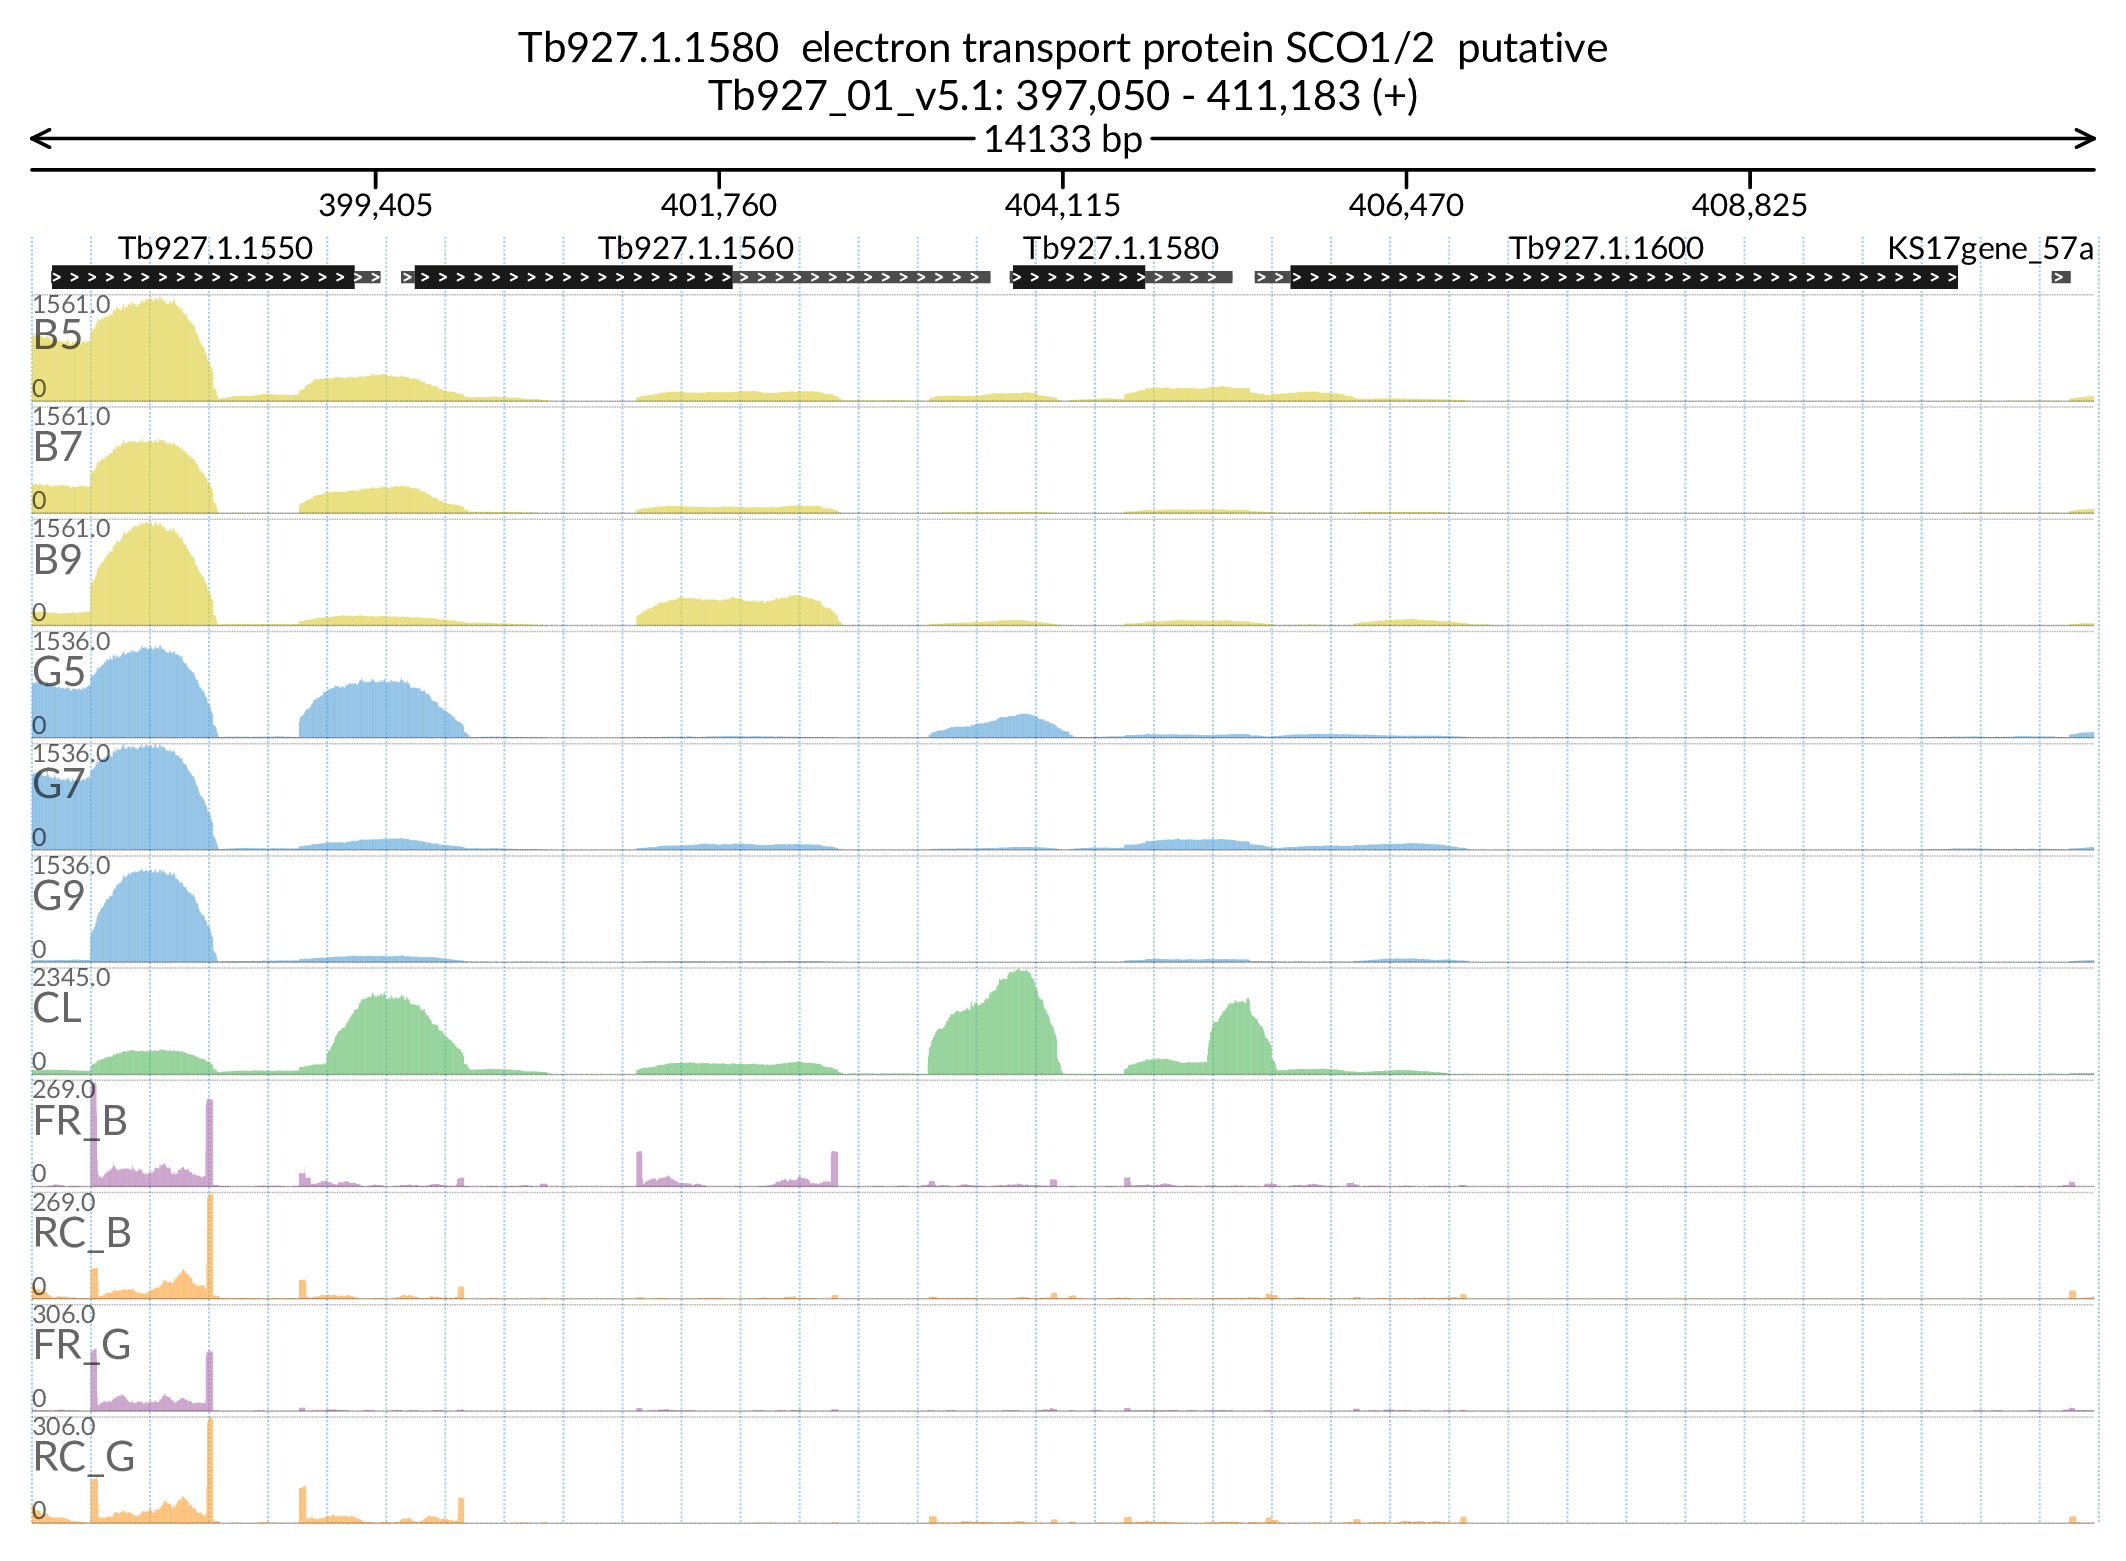 Tb927.1.1580  electron transport protein SCO1/2  putative
Tb927_01_v5.1: 397,050 - 411,183 (+)
14133 bp
399,405 401,760 404,115 406,470 408,825
Tb927.1.1550 Tb927.1.1560 Tb927.1.1580 Tb927.1.1600 KS17gene_57a
1561.0
B5
0
1561.0
B7
0
1561.0
B9
0
1536.0
G5
0
1536.0
G7
0
1536.0
G9
0
2345.0
CL
0
269.0
FR_B
0
269.0
RC_B
0
306.0
FR_G
0
306.0
RC_G
0